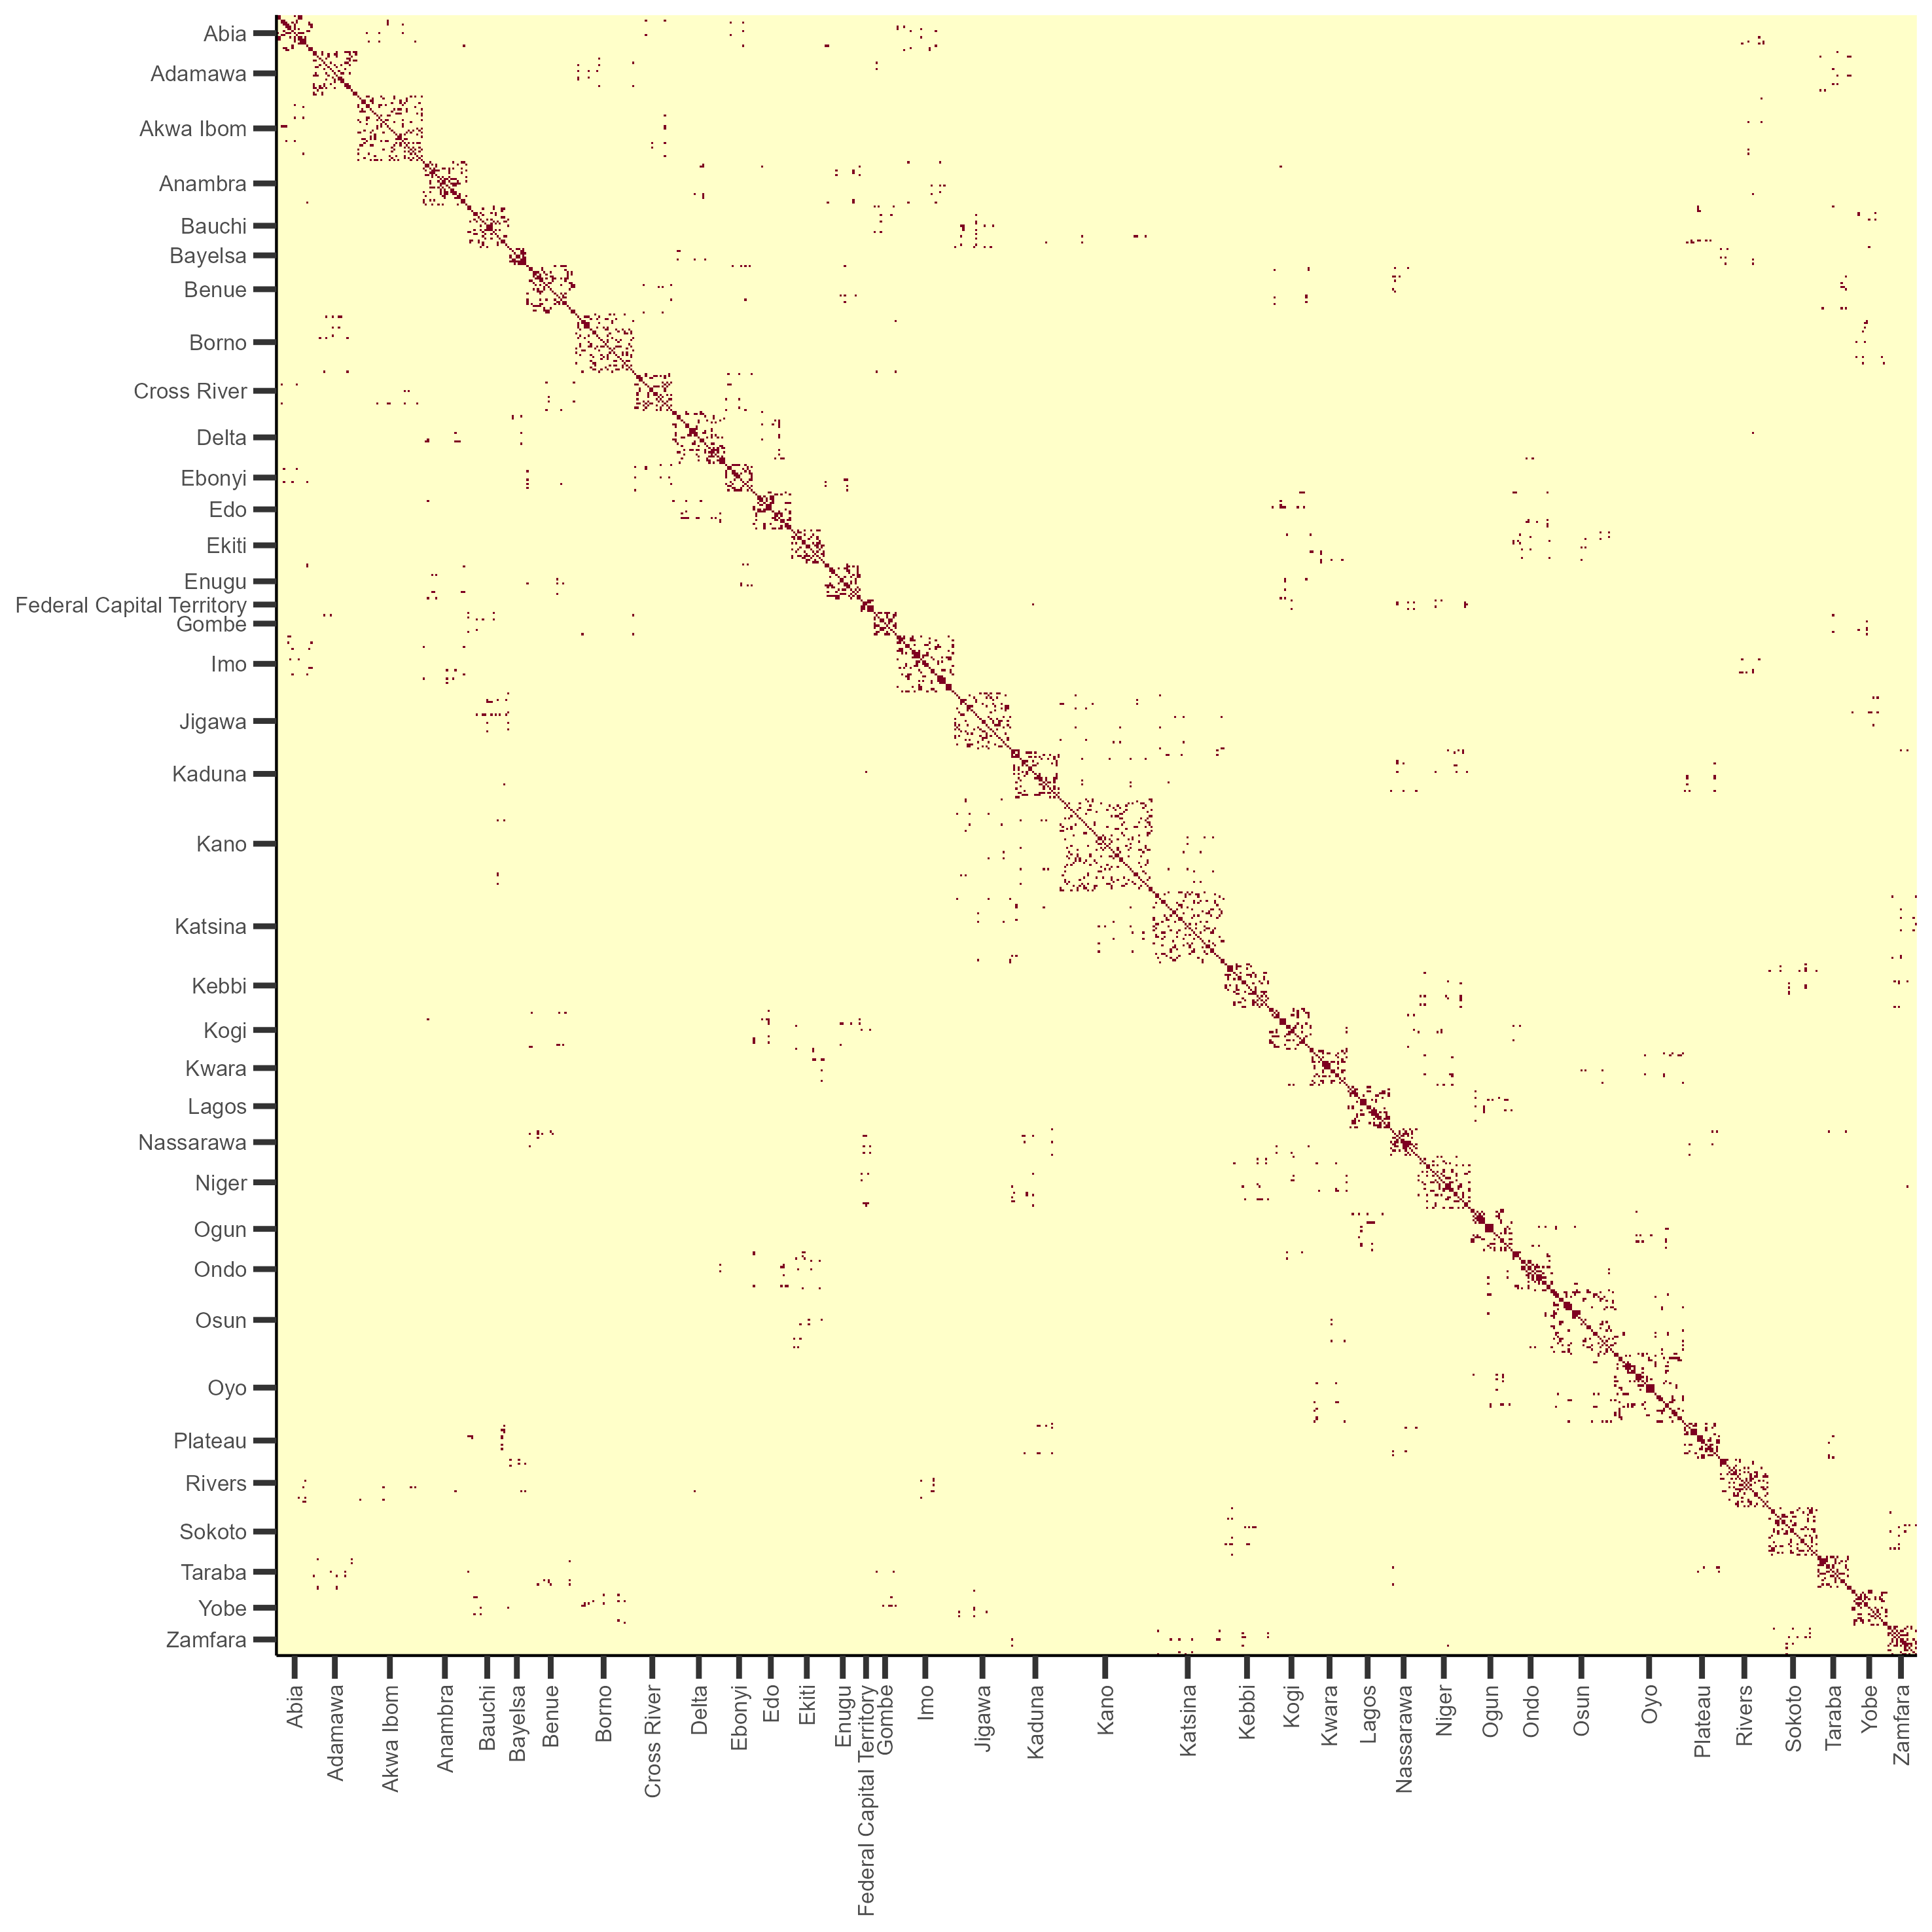 Abia
Adamawa
Akwa Ibom
Anambra
Bauchi
Bayelsa
Benue
Borno
Cross River
Delta
Ebonyi
Edo
Ekiti
Enugu
Federal Capital Territory
Gombe
Imo
Jigawa
Kaduna
Kano
Katsina
Kebbi
Kogi
Kwara
Lagos
Nassarawa
Niger
Ogun
Ondo
Osun
Oyo
Plateau
Rivers
Sokoto
Taraba
Yobe
Zamfara
Abia
Adamawa
Akwa Ibom
Anambra
Bauchi
Bayelsa
Benue
Borno
Cross River
Delta
Ebonyi
Edo
Ekiti
Enugu
Federal Capital Territory
Gombe
Imo
Jigawa
Kaduna
Kano
Katsina
Kebbi
Kogi
Kwara
Lagos
Nassarawa
Niger
Ogun
Ondo
Osun
Oyo
Plateau
Rivers
Sokoto
Taraba
Yobe
Zamfara